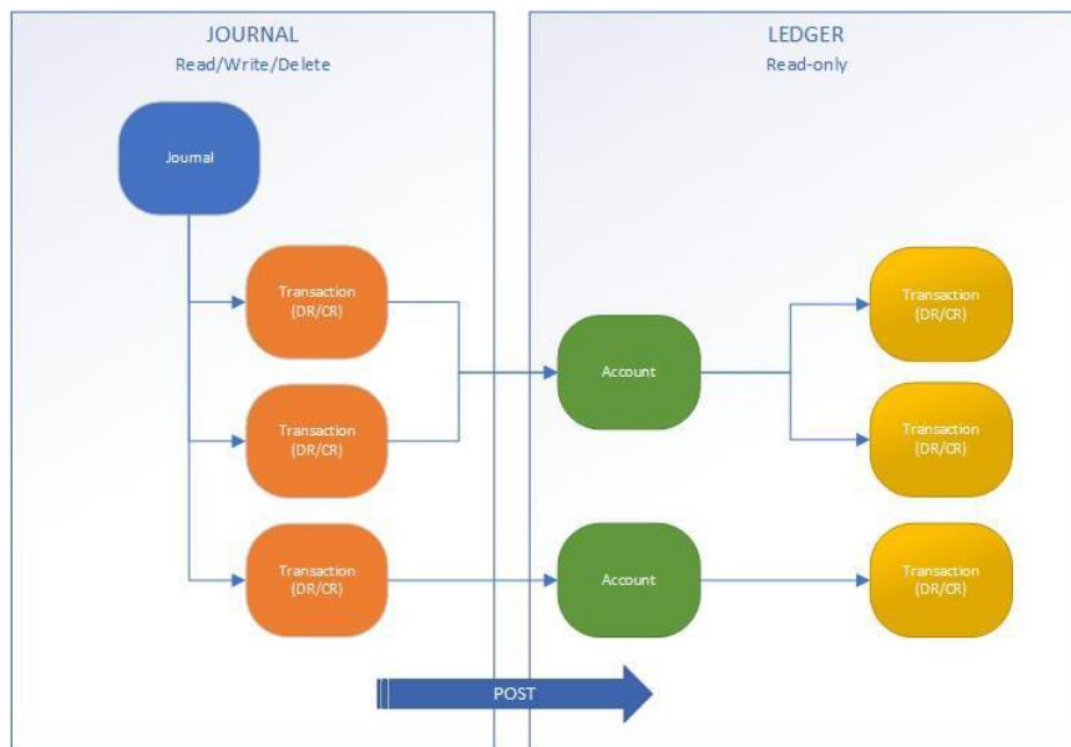 JOURNAL
Read/Write/Delete
Journal
Transaction
(DR/CR)
Transaction
(DR/CR)
Transaction
(DR/CR)
POST
LEDGER
Read-only
Account
Account
Transaction
(DR/CR)
Transaction
(DR/CR)
Transaction
(DR/CR)